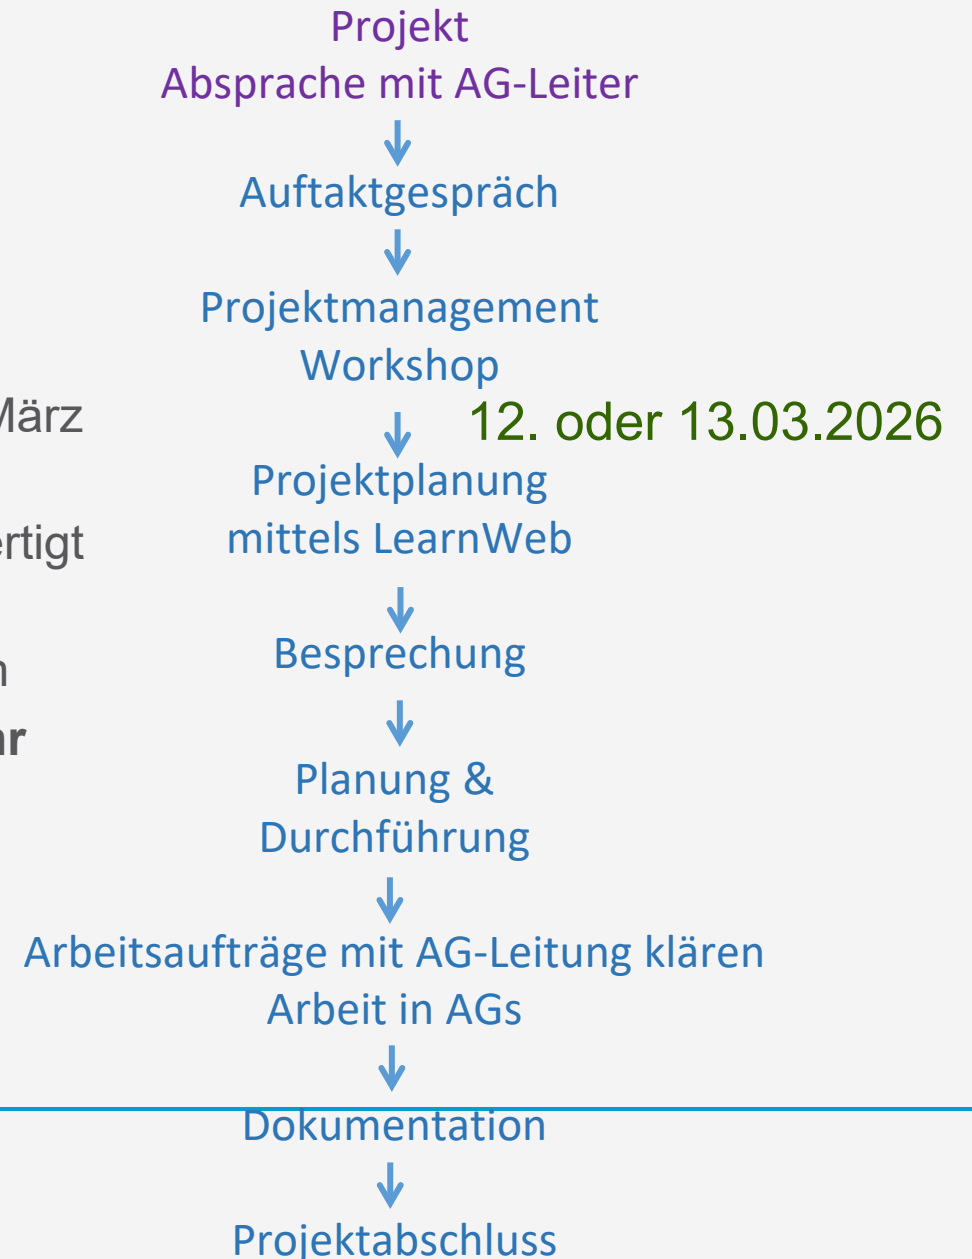 Projekt
Absprache mit AG-Leiter
Auftaktgespräch
Projektmanagement
Workshop
März
12. oder 13.03.2026
Projektplanung
mittels LearnWeb
Besprechung
Planung &
Durchführung
Arbeitsaufträge mit AG-Leitung klären
Arbeit in AGs
Dokumentation
Projektabschluss